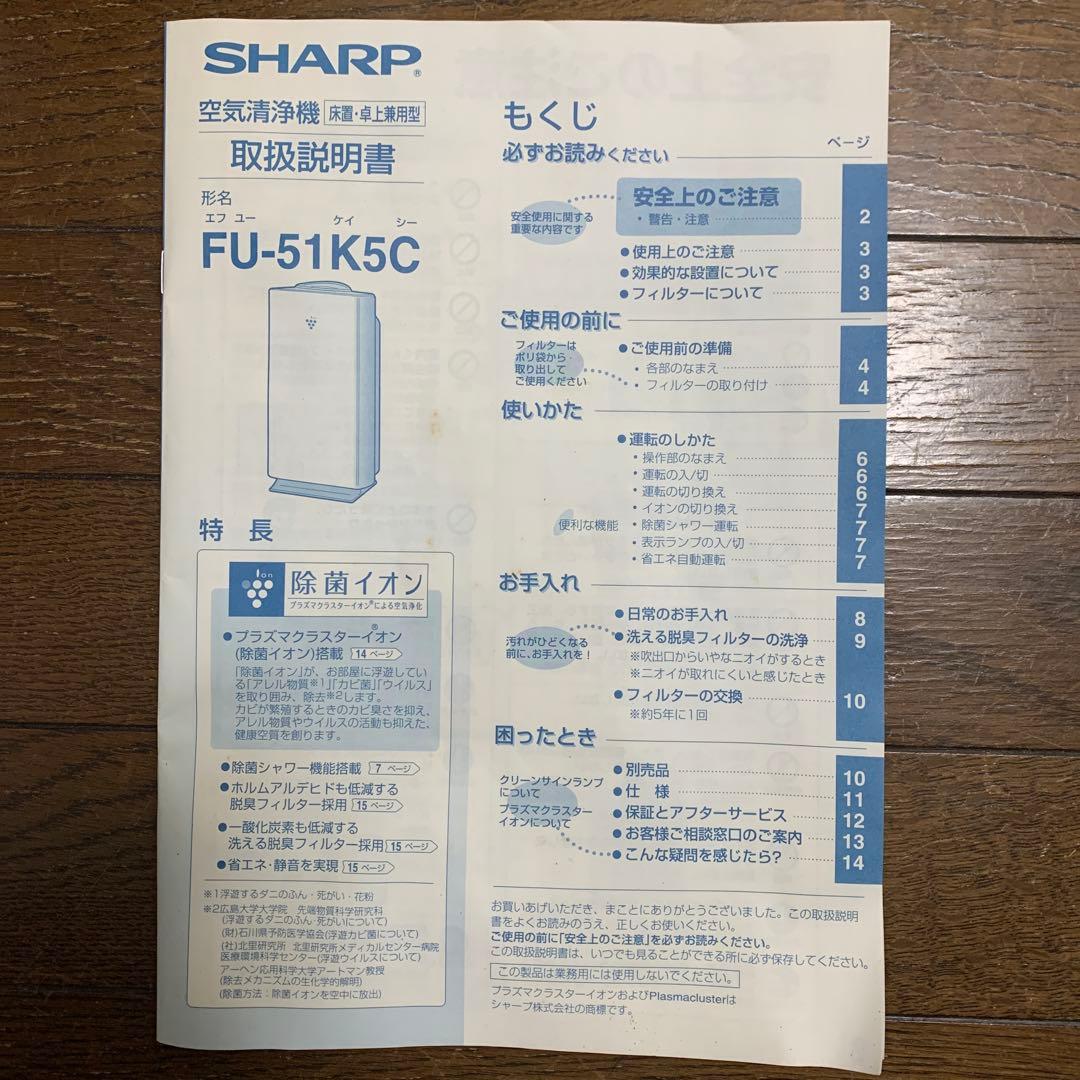 SHARP®
空気清浄機 床置・卓上兼用型
取扱説明書
形名
エフ ユー ケイ シー
FU-51K5C
特 長
Ion
除菌イオン
プラズマクラスターイオン®による空気浄化
●プラズマクラスターイオン®
(除菌イオン)搭載 14 ページ
「除菌イオン」が、お部屋に浮遊してい
る「アレル物質※1」「カビ菌」「ウイルス」
を取り囲み、除去※2します。
カビが繁殖するときのカビ臭さを抑え、
アレル物質やウイルスの活動も抑えた、
健康空質を創ります。
●除菌シャワー機能搭載 7 ページ
●ホルムアルデヒドも低減する
脱臭フィルター採用 15 ページ
●一酸化炭素も低減する
洗える脱臭フィルター採用 15 ページ
●省エネ・静音を実現 15 ページ
※1浮遊するダニのふん・死がい・花粉
※2広島大学大学院 先端物質科学研究科
(浮遊するダニのふん・死がいについて)
(財)石川県予防医学協会(浮遊カビ菌について)
(社)北里研究所 北里研究所メディカルセンター病院
医療環境科学センター(浮遊ウイルスについて)
アーヘン応用科学大学アートマン教授
(除去メカニズムの生化学的解明)
(除菌方法：除菌イオンを空中に放出)
もくじ
ページ
必ずお読みください
安全使用に関する
重要な内容です
安全上のご注意
・警告・注意 2
●使用上のご注意 3
●効果的な設置について 3
●フィルターについて 3
ご使用の前に
フィルターは
ポリ袋から
取り出して
ご使用ください
●ご使用前の準備
・各部のなまえ 4
・フィルターの取り付け 4
使いかた
●運転のしかた
・操作部のなまえ 6
・運転の入/切 6
・運転の切り換え 6
・イオンの切り換え 7
便利な機能
・除菌シャワー運転 7
・表示ランプの入/切 7
・省エネ自動運転 7
お手入れ
汚れがひどくなる
前に、お手入れを！
●日常のお手入れ 8
●洗える脱臭フィルターの洗浄 9
※吹出口からいやなニオイがするとき
※ニオイが取れにくいと感じたとき
●フィルターの交換 10
※約5年に1回
困ったとき
クリーンサインランプ
について
プラズマクラスター
イオンについて
●別売品 10
●仕 様 11
●保証とアフターサービス 12
●お客様ご相談窓口のご案内 13
●こんな疑問を感じたら? 14
お買いあげいただき、まことにありがとうございました。この取扱説明
書をよくお読みのうえ、正しくお使いください。
ご使用の前に「安全上のご注意」を必ずお読みください。
この取扱説明書は、いつでも見ることができる所に必ず保存してください。
この製品は業務用には使用しないでください。
プラズマクラスターイオンおよびPlasmaclusterは
シャープ株式会社の商標です。